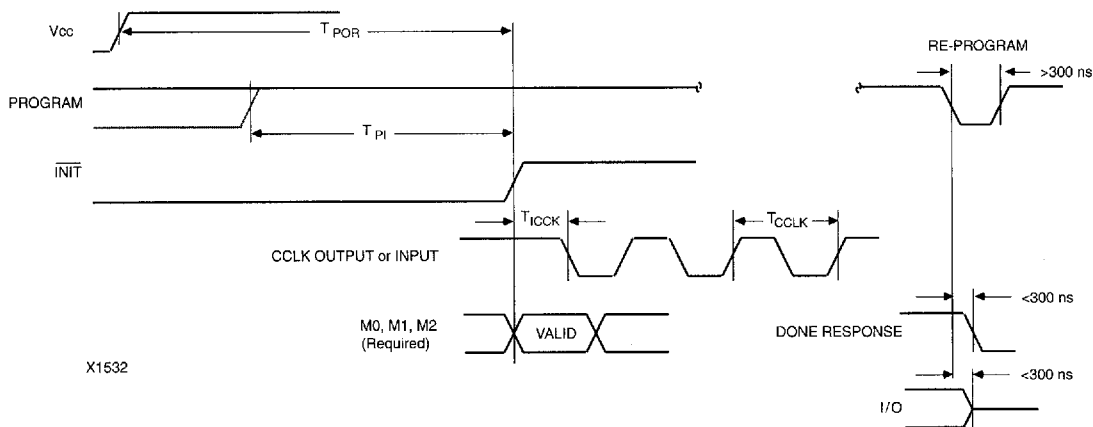 Vcc
T POR
RE-PROGRAM
>300 ns
PROGRAM
T PI
INIT
T ICCK
T CCLK
CCLK OUTPUT or INPUT
<300 ns
M0, M1, M2
(Required)
VALID
DONE RESPONSE
X1532
<300 ns
I/O